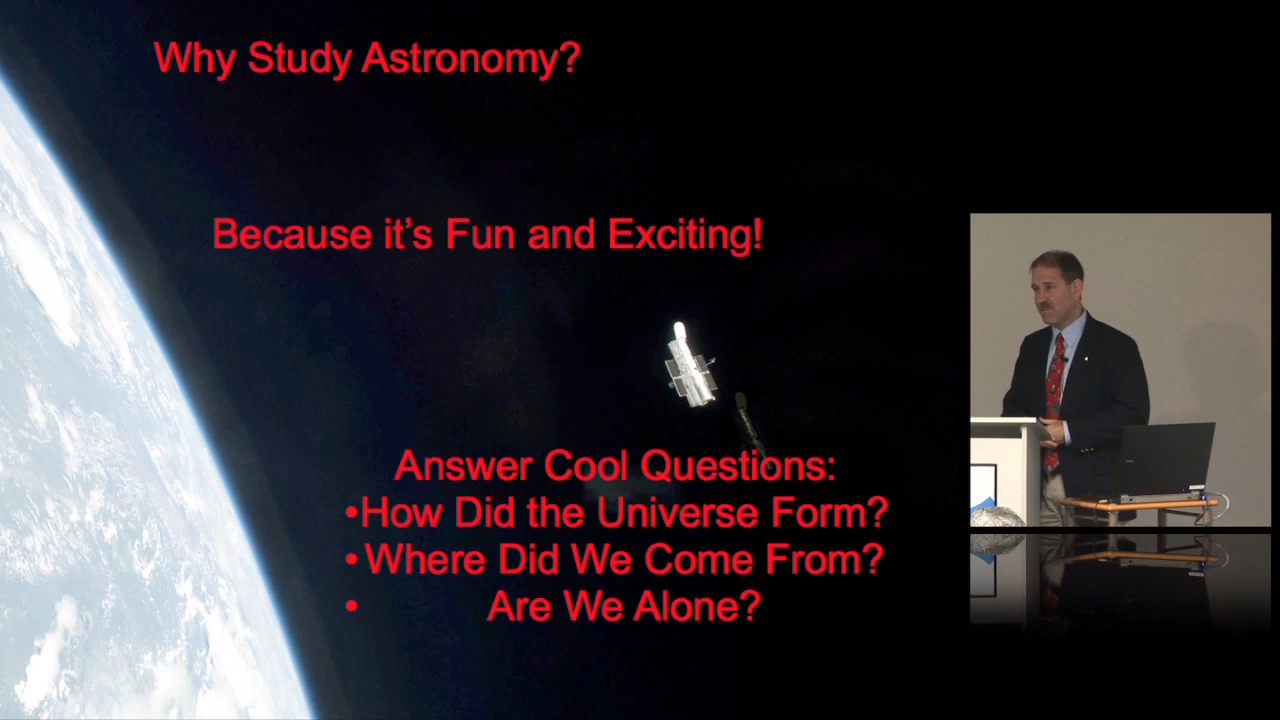 Why Study Astronomy?
Because it's Fun and Exciting!
Answer Cool Questions:
•How Did the Universe Form?
• Where Did We Come From?
• Are We Alone?